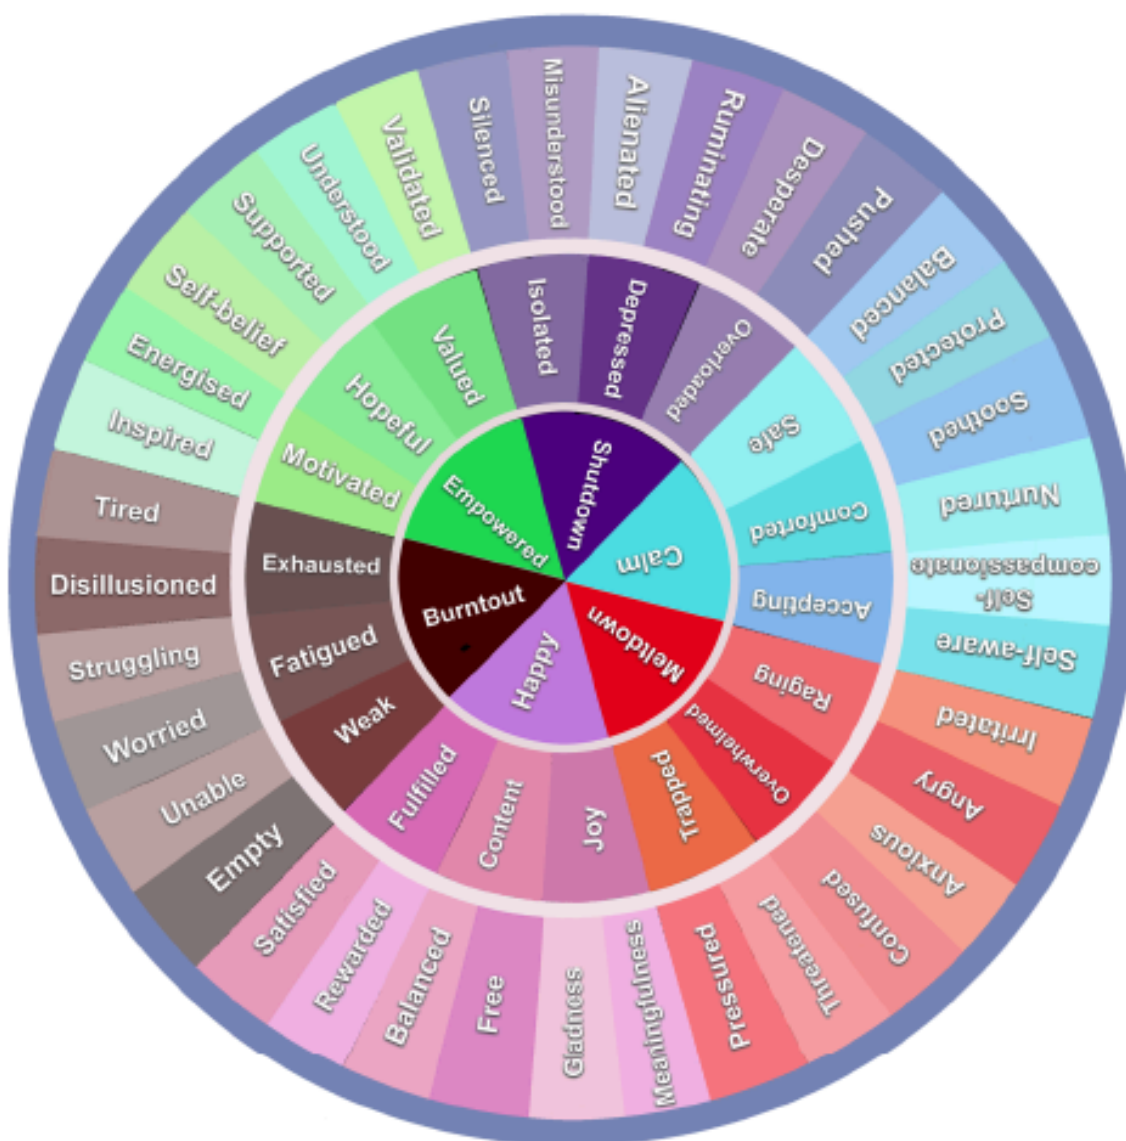 Shutdown
Calm
Meltdown
Happy
Burntout
Empowered
Isolated
Depressed
Overloaded
Safe
Comforted
Accepting
Raging
Overwhelmed
Trapped
Joy
Content
Fulfilled
Weak
Fatigued
Exhausted
Motivated
Hopeful
Valued
Silenced
Misunderstood
Alienated
Ruminating
Desperate
Pushed
Balanced
Protected
Soothed
Nurtured
Self-
compassionate
Self-aware
Irritated
Angry
Anxious
Confused
Threatened
Pressured
Meaningfulness
Gladness
Free
Balanced
Rewarded
Satisfied
Empty
Unable
Worried
Struggling
Disillusioned
Tired
Inspired
Energised
Self-belief
Supported
Understood
Validated